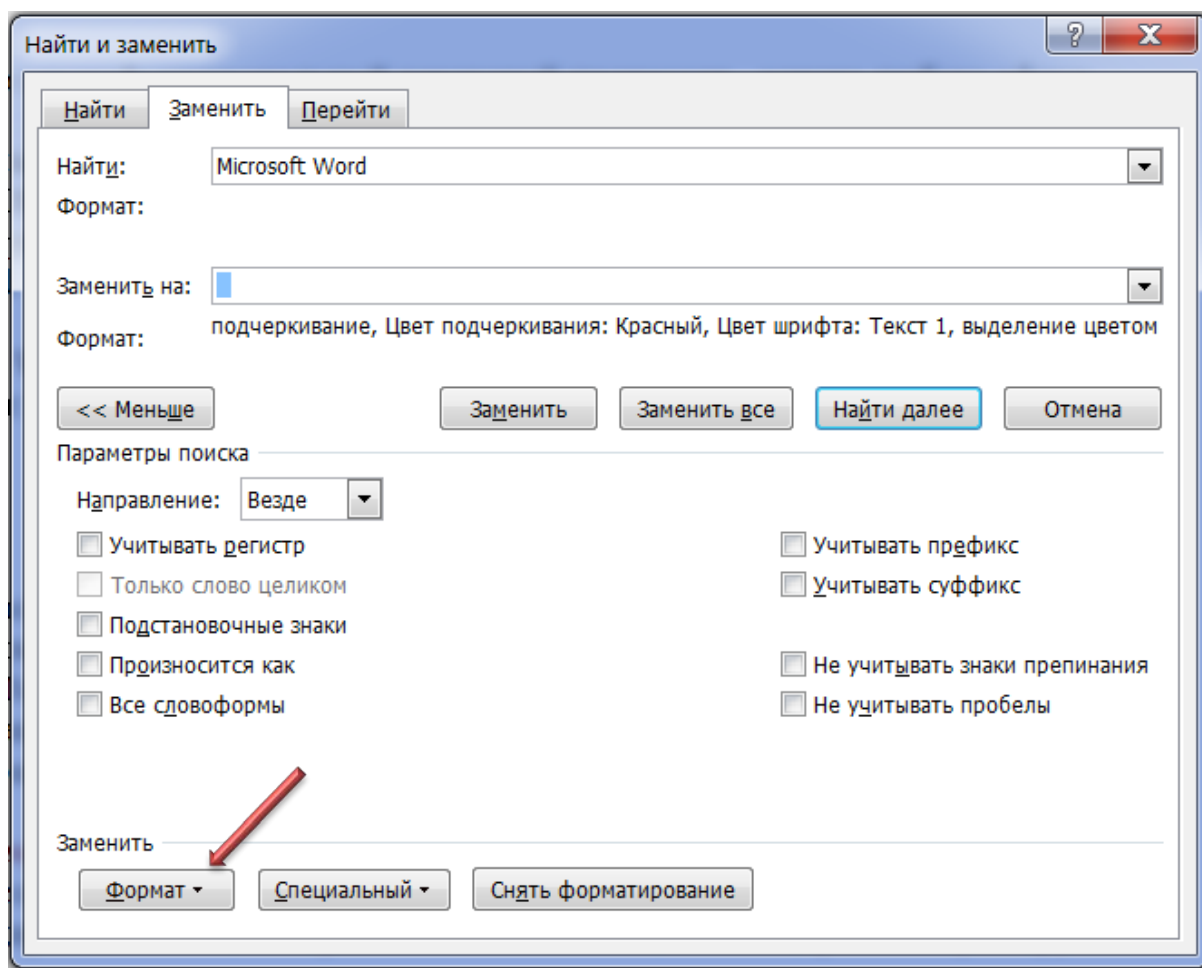 Найти и заменить
Найти Заменить Перейти
Найти: Microsoft Word
Формат:
Заменить на:
Формат: подчеркивание, Цвет подчеркивания: Красный, Цвет шрифта: Текст 1, выделение цветом
<< Меньше Заменить Заменить все Найти далее Отмена
Параметры поиска
Направление: Везде
Учитывать регистр Учитывать префикс
Только слово целиком Учитывать суффикс
Подстановочные знаки
Произносится как Не учитывать знаки препинания
Все словоформы Не учитывать пробелы
Заменить
Формат Специальный Снять форматирование